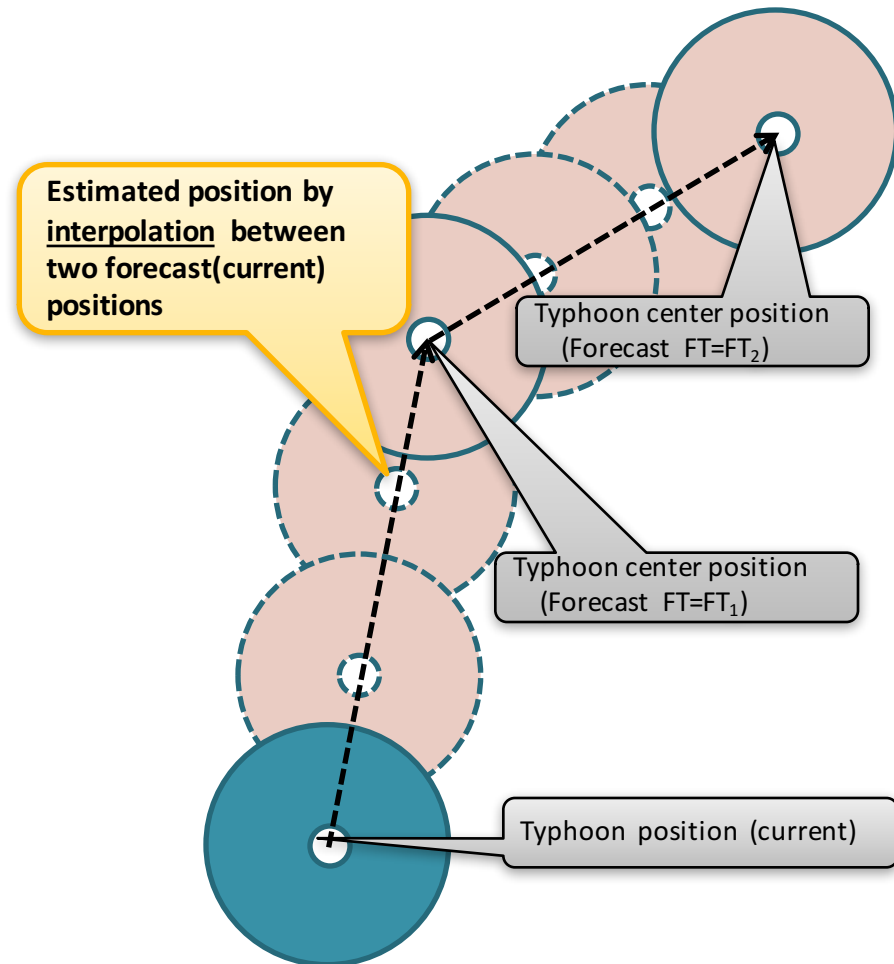 Estimated position by
interpolation between
two forecast(current)
positions
Typhoon center position
(Forecast FT=FT₂)
Typhoon center position
(Forecast FT=FT₁)
Typhoon position (current)